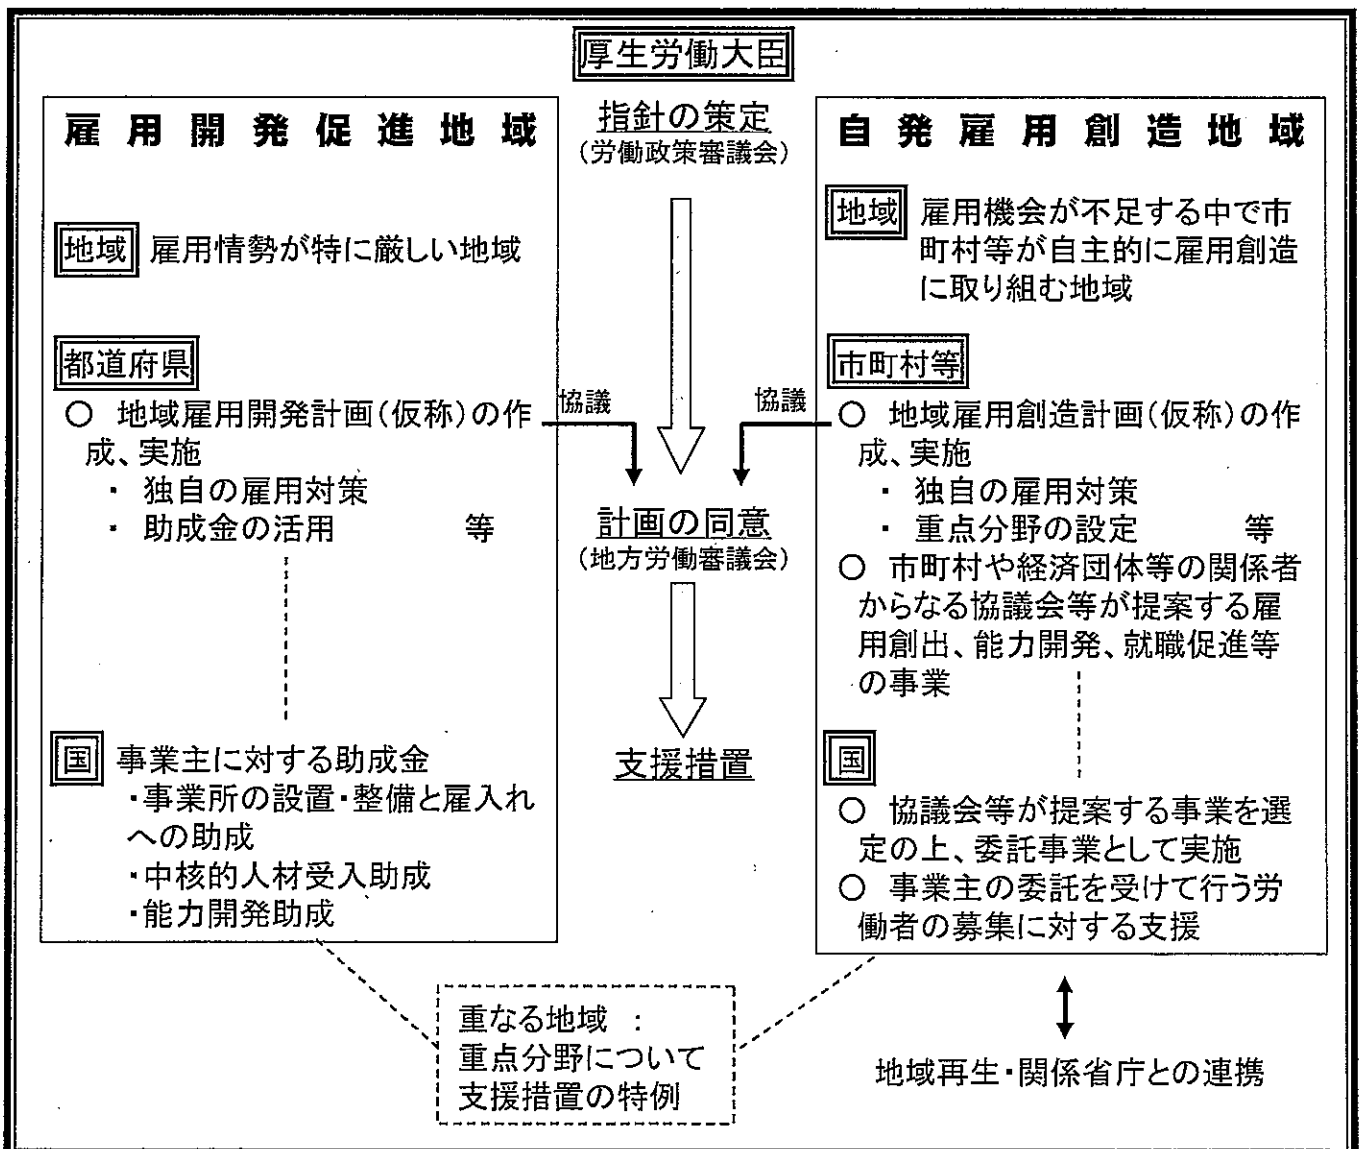 厚生労働大臣
雇用開発促進地域
地域 雇用情勢が特に厳しい地域
都道府県
○ 地域雇用開発計画(仮称)の作
成、実施
・ 独自の雇用対策
・ 助成金の活用 等
国 事業主に対する助成金
・事業所の設置・整備と雇入れ
への助成
・中核的人材受入助成
・能力開発助成
指針の策定
(労働政策審議会)
協議
協議
計画の同意
(地方労働審議会)
支援措置
自発雇用創造地域
地域 雇用機会が不足する中で市
町村等が自主的に雇用創造
に取り組む地域
市町村等
○ 地域雇用創造計画(仮称)の作
成、実施
・ 独自の雇用対策
・ 重点分野の設定 等
○ 市町村や経済団体等の関係者
からなる協議会等が提案する雇
用創出、能力開発、就職促進等
の事業
国
○ 協議会等が提案する事業を選
定の上、委託事業として実施
○ 事業主の委託を受けて行う労
働者の募集に対する支援
重なる地域 :
重点分野について
支援措置の特例
地域再生・関係省庁との連携